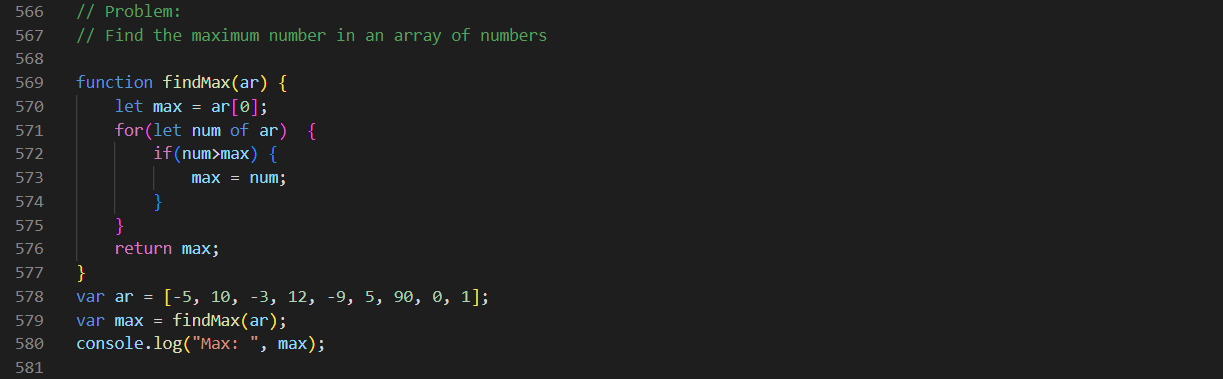 566 // Problem:
567 // Find the maximum number in an array of numbers
568
569 function findMax(ar) {
570     let max = ar[0];
571     for(let num of ar)  {
572         if(num>max) {
573             max = num;
574         }
575     }
576     return max;
577 }
578 var ar = [-5, 10, -3, 12, -9, 5, 90, 0, 1];
579 var max = findMax(ar);
580 console.log("Max: ", max);
581